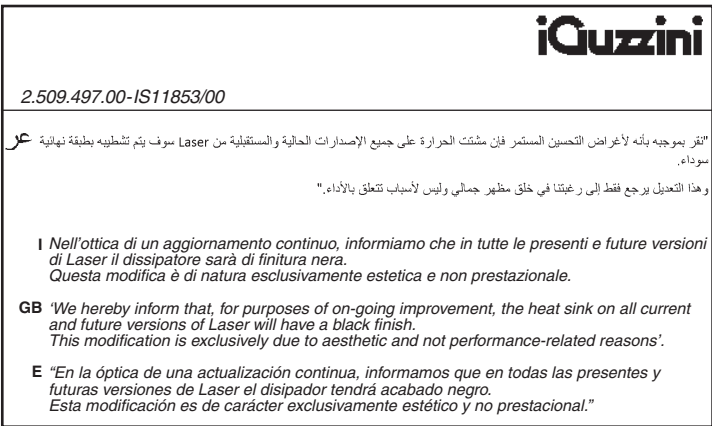 iGuzzini
2.509.497.00-IS11853/00
عر "نقر بموجبه بأنه لأغراض التحسين المستمر فإن مشتت الحرارة على جميع الإصدارات الحالية والمستقبلية من Laser سوف يتم تشطيبه بطبقة نهائية
سوداء.
وهذا التعديل يرجع فقط إلى رغبتنا في خلق مظهر جمالي وليس لأسباب تتعلق بالأداء."
I Nell'ottica di un aggiornamento continuo, informiamo che in tutte le presenti e future versioni
di Laser il dissipatore sarà di finitura nera.
Questa modifica è di natura esclusivamente estetica e non prestazionale.
GB ‘We hereby inform that, for purposes of on-going improvement, the heat sink on all current
and future versions of Laser will have a black finish.
This modification is exclusively due to aesthetic and not performance-related reasons’.
E “En la óptica de una actualización continua, informamos que en todas las presentes y
futuras versiones de Laser el disipador tendrá acabado negro.
Esta modificación es de carácter exclusivamente estético y no prestacional.”